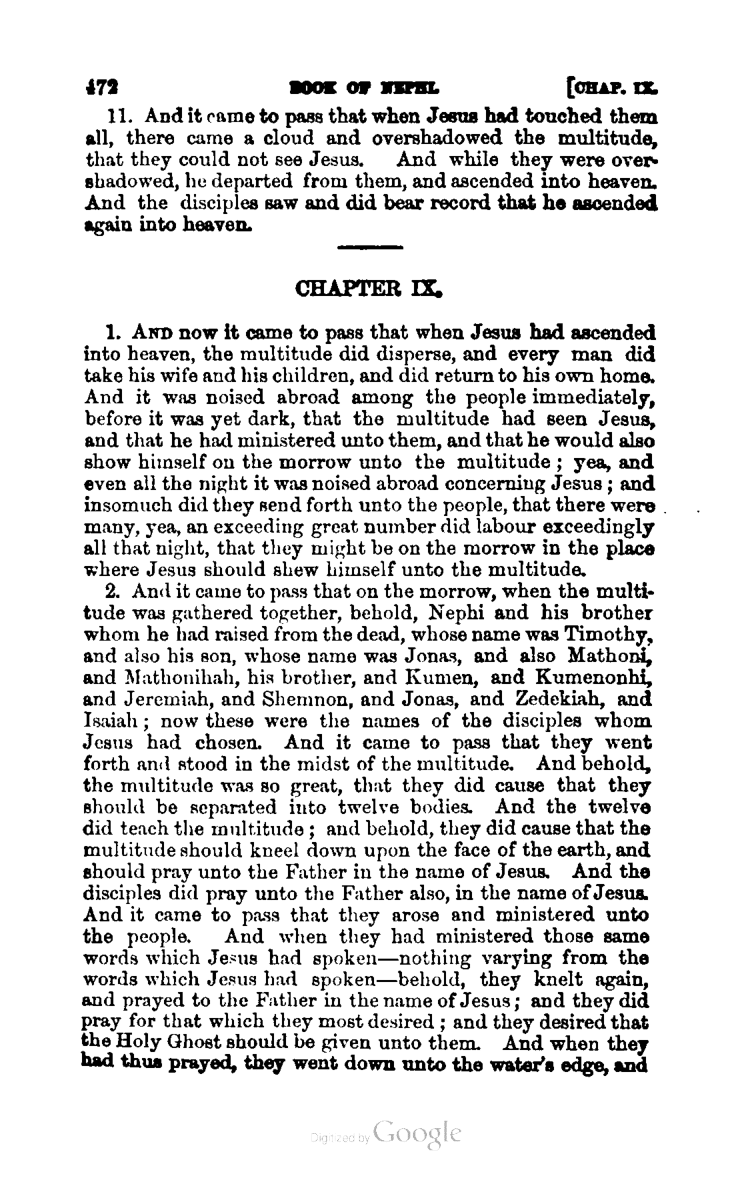 472 BOOK OF NEPHI. [CHAP. IX.
11. And it came to pass that when Jesus had touched them
all, there came a cloud and overshadowed the multitude,
that they could not see Jesus. And while they were over-
shadowed, he departed from them, and ascended into heaven.
And the disciples saw and did bear record that he ascended
again into heaven.
CHAPTER IX.
1. AND now it came to pass that when Jesus had ascended
into heaven, the multitude did disperse, and every man did
take his wife and his children, and did return to his own home.
And it was noised abroad among the people immediately,
before it was yet dark, that the multitude had seen Jesus,
and that he had ministered unto them, and that he would also
show himself on the morrow unto the multitude; yea, and
even all the night it was noised abroad concerning Jesus; and
insomuch did they send forth unto the people, that there were
many, yea, an exceeding great number did labour exceedingly
all that night, that they might be on the morrow in the place
where Jesus should shew himself unto the multitude.
2. And it came to pass that on the morrow, when the multi-
tude was gathered together, behold, Nephi and his brother
whom he had raised from the dead, whose name was Timothy,
and also his son, whose name was Jonas, and also Mathoni,
and Mathonihah, his brother, and Kumen, and Kumenonhi,
and Jeremiah, and Shemnon, and Jonas, and Zedekiah, and
Isaiah; now these were the names of the disciples whom
Jesus had chosen. And it came to pass that they went
forth and stood in the midst of the multitude. And behold,
the multitude was so great, that they did cause that they
should be separated into twelve bodies. And the twelve
did teach the multitude; and behold, they did cause that the
multitude should kneel down upon the face of the earth, and
should pray unto the Father in the name of Jesus. And the
disciples did pray unto the Father also, in the name of Jesus.
And it came to pass that they arose and ministered unto
the people. And when they had ministered those same
words which Jesus had spoken—nothing varying from the
words which Jesus had spoken—behold, they knelt again,
and prayed to the Father in the name of Jesus; and they did
pray for that which they most desired; and they desired that
the Holy Ghost should be given unto them. And when they
had thus prayed, they went down unto the water's edge, and
Digitized by Google